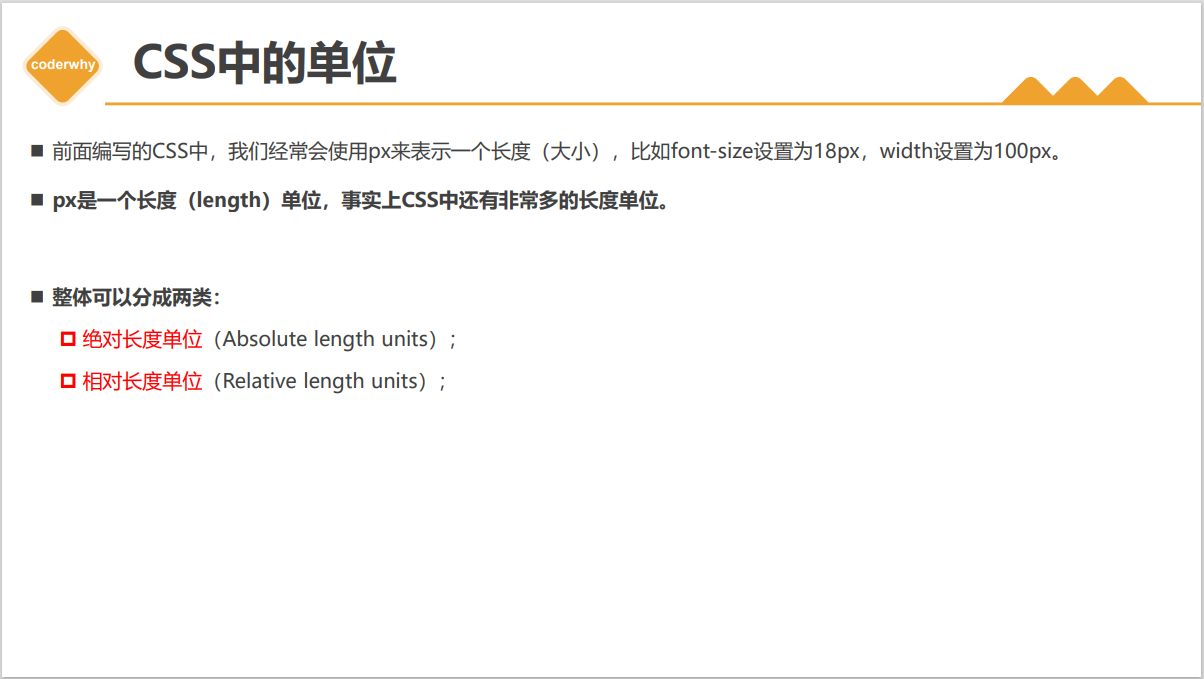 coderwhy
CSS中的单位
前面编写的CSS中，我们经常会使用px来表示一个长度（大小），比如font-size设置为18px，width设置为100px。
px是一个长度（length）单位，事实上CSS中还有非常多的长度单位。
整体可以分成两类：
绝对长度单位（Absolute length units）；
相对长度单位（Relative length units）；